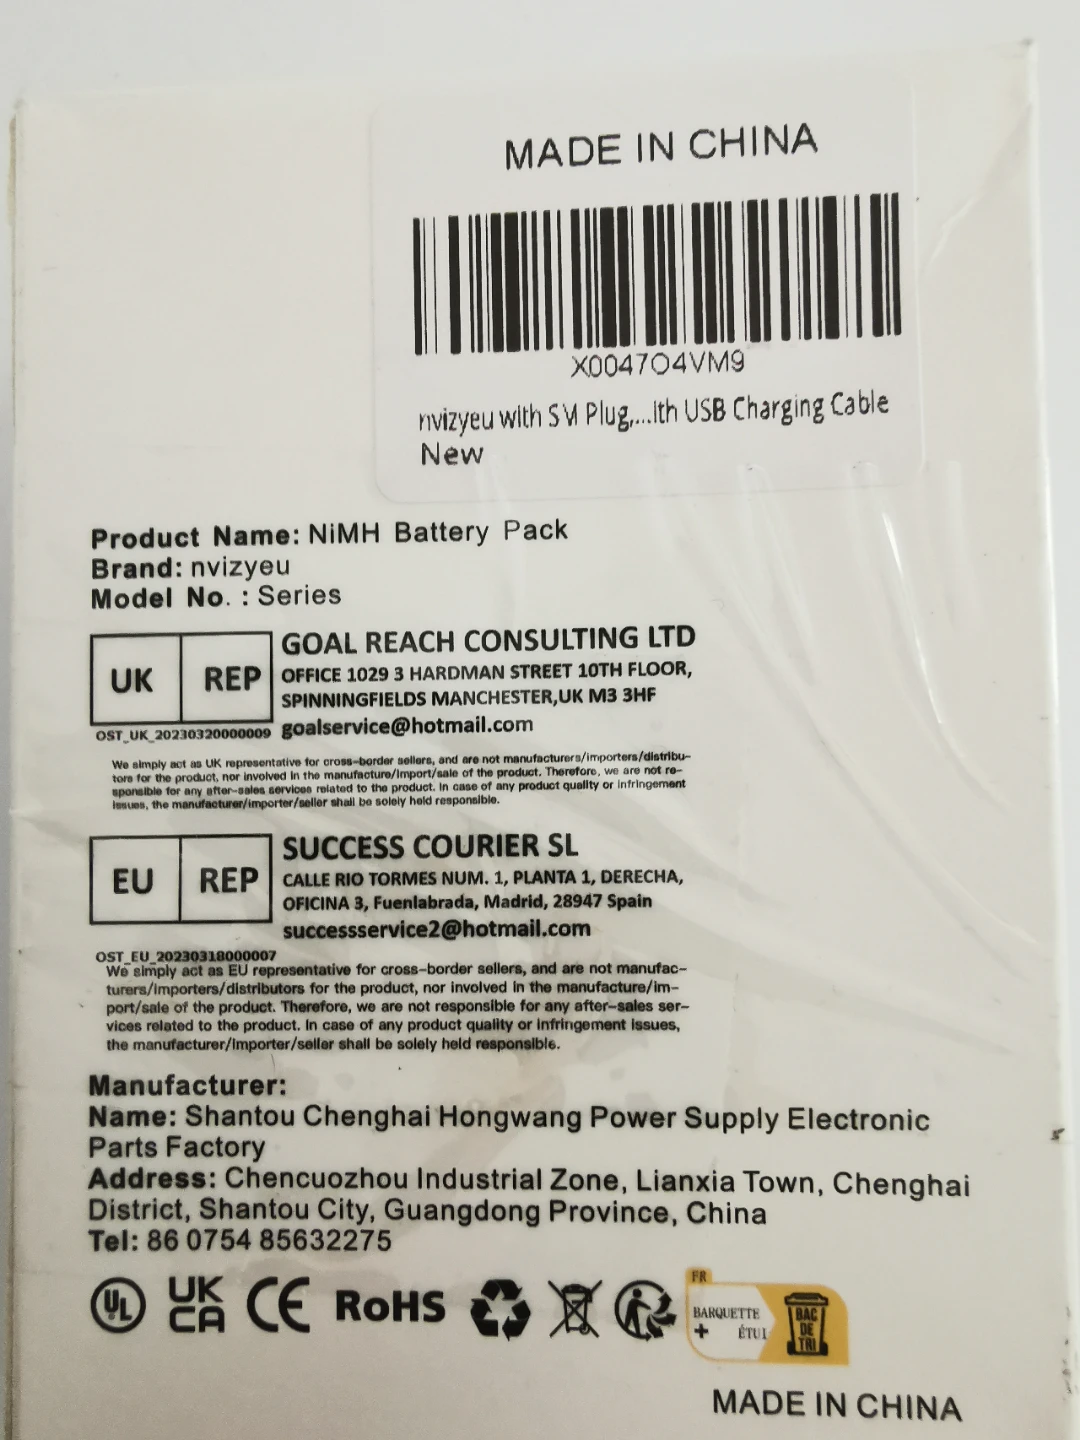 MADE IN CHINA
X0047O4VM9
nvizyeu with SM Plug,...ith USB Charging Cable
New
Product Name: NiMH Battery Pack
Brand: nvizyeu
Model No. : Series
UK REP
GOAL REACH CONSULTING LTD
OFFICE 1029 3 HARDMAN STREET 10TH FLOOR,
SPINNINGFIELDS MANCHESTER,UK M3 3HF
OST_UK_20230320000009 goalservice@hotmail.com
We simply act as UK representative for cross-border sellers, and are not manufacturers/importers/distribu-
tors for the product, nor involved in the manufacture/import/sale of the product. Therefore, we are not re-
sponsible for any after-sales services related to the product. In case of any product quality or infringement
issues, the manufacturer/importer/seller shall be solely held responsible.
EU REP
SUCCESS COURIER SL
CALLE RIO TORMES NUM. 1, PLANTA 1, DERECHA,
OFICINA 3, Fuenlabrada, Madrid, 28947 Spain
successservice2@hotmail.com
OST_EU_20230318000007
We simply act as EU representative for cross-border sellers, and are not manufac-
turers/importers/distributors for the product, nor involved in the manufacture/im-
port/sale of the product. Therefore, we are not responsible for any after-sales ser-
vices related to the product. In case of any product quality or infringement issues,
the manufacturer/importer/seller shall be solely held responsible.
Manufacturer:
Name: Shantou Chenghai Hongwang Power Supply Electronic
Parts Factory
Address: Chencuozhou Industrial Zone, Lianxia Town, Chenghai
District, Shantou City, Guangdong Province, China
Tel: 86 0754 85632275
UL
UK
CA
CE
RoHS
FR
BARQUETTE
+ ÉTUI
BAC
DE
TRI
MADE IN CHINA